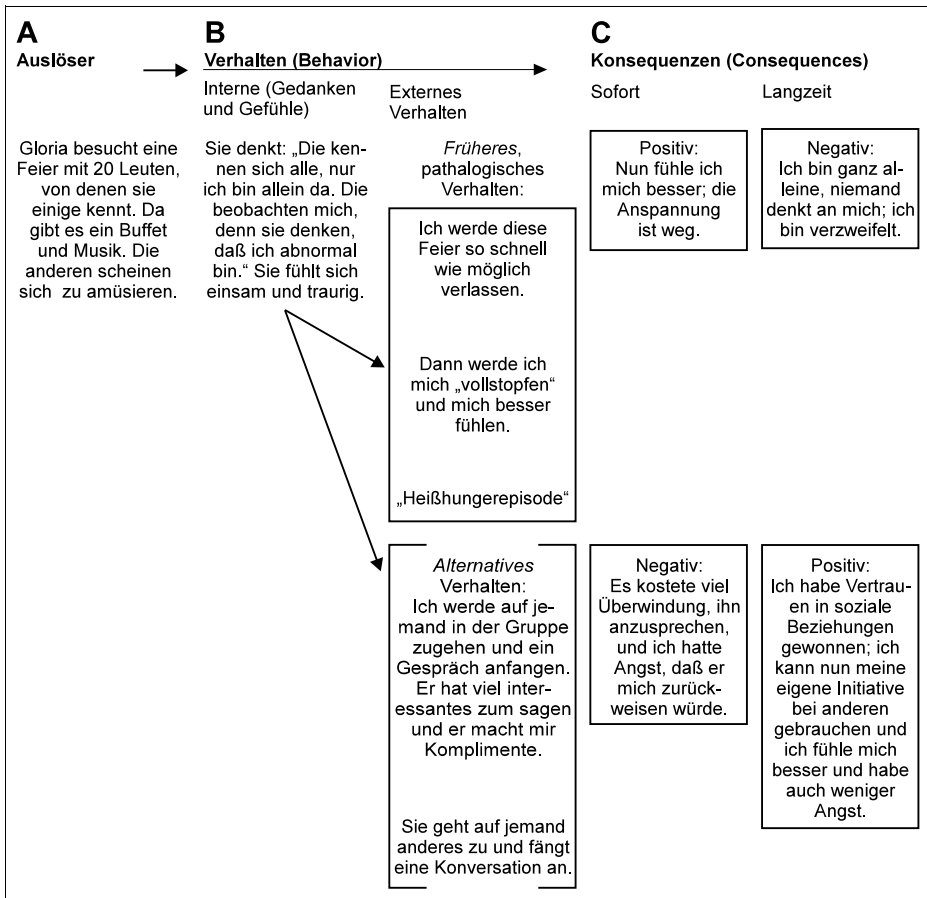 A
Auslöser
B
Verhalten (Behavior)
Interne (Gedanken
und Gefühle)
Externes
Verhalten
C
Konsequenzen (Consequences)
Sofort
Langzeit
Gloria besucht eine
Feier mit 20 Leuten,
von denen sie
einige kennt. Da
gibt es ein Buffet
und Musik. Die
anderen scheinen
sich zu amüsieren.
Sie denkt: „Die ken-
nen sich alle, nur
ich bin allein da. Die
beobachten mich,
denn sie denken,
daß ich abnormal
bin.“ Sie fühlt sich
einsam und traurig.
Früheres,
pathalogisches
Verhalten:
Ich werde diese
Feier so schnell
wie möglich
verlassen.
Dann werde ich
mich „vollstopfen“
und mich besser
fühlen.
„Heißhungerepisode“
Positiv:
Nun fühle ich
mich besser; die
Anspannung
ist weg.
Negativ:
Ich bin ganz al-
leine, niemand
denkt an mich; ich
bin verzweifelt.
Alternatives
Verhalten:
Ich werde auf je-
mand in der Gruppe
zugehen und ein
Gespräch anfangen.
Er hat viel inter-
essantes zum sagen
und er macht mir
Komplimente.
Sie geht auf jemand
anderes zu und fängt
eine Konversation an.
Negativ:
Es kostete viel
Überwindung, ihn
anzusprechen,
und ich hatte
Angst, daß er
mich zurück-
weisen würde.
Positiv:
Ich habe Vertrau-
en in soziale
Beziehungen
gewonnen; ich
kann nun meine
eigene Initiative
bei anderen
gebrauchen und
ich fühle mich
besser und habe
auch weniger
Angst.